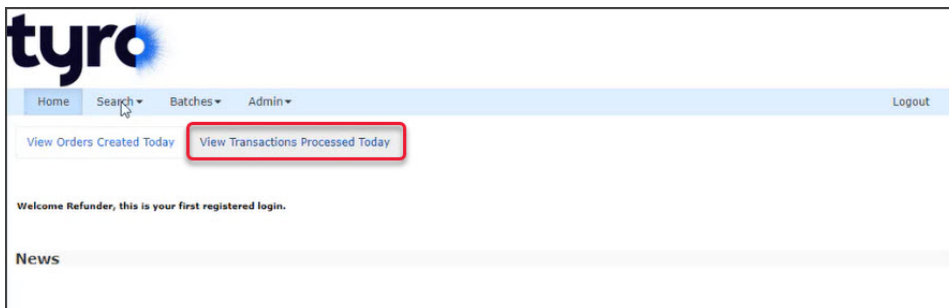 tyro
Home Search Batches Admin Logout
View Orders Created Today View Transactions Processed Today
Welcome Refunder, this is your first registered login.
News